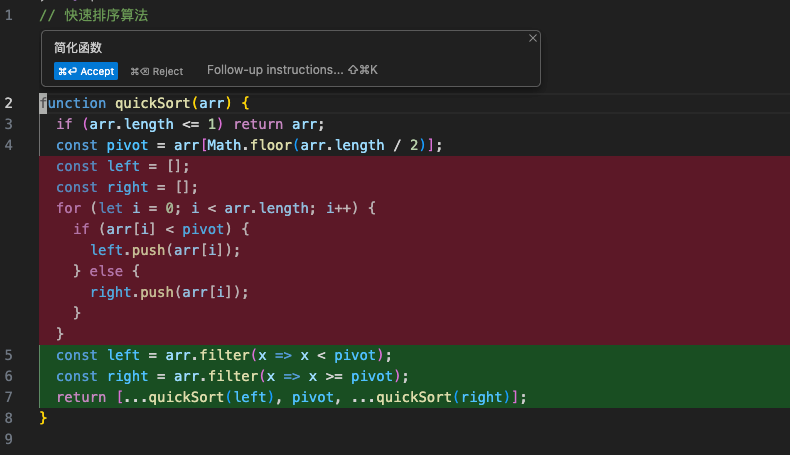 1 // 快速排序算法
简化函数
⌘⏎ Accept ⌘⌫ Reject Follow-up instructions... ⇧⌘K
2 function quickSort(arr) {
3 if (arr.length <= 1) return arr;
4 const pivot = arr[Math.floor(arr.length / 2)];
const left = [];
const right = [];
for (let i = 0; i < arr.length; i++) {
if (arr[i] < pivot) {
left.push(arr[i]);
} else {
right.push(arr[i]);
}
}
5 const left = arr.filter(x => x < pivot);
6 const right = arr.filter(x => x >= pivot);
7 return [...quickSort(left), pivot, ...quickSort(right)];
8 }
9